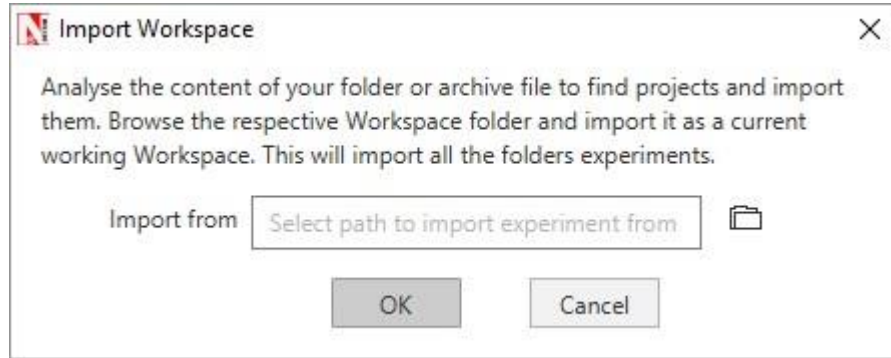 Import Workspace
Analyse the content of your folder or archive file to find projects and import
them. Browse the respective Workspace folder and import it as a current
working Workspace. This will import all the folders experiments.
Import from
Select path to import experiment from
OK
Cancel